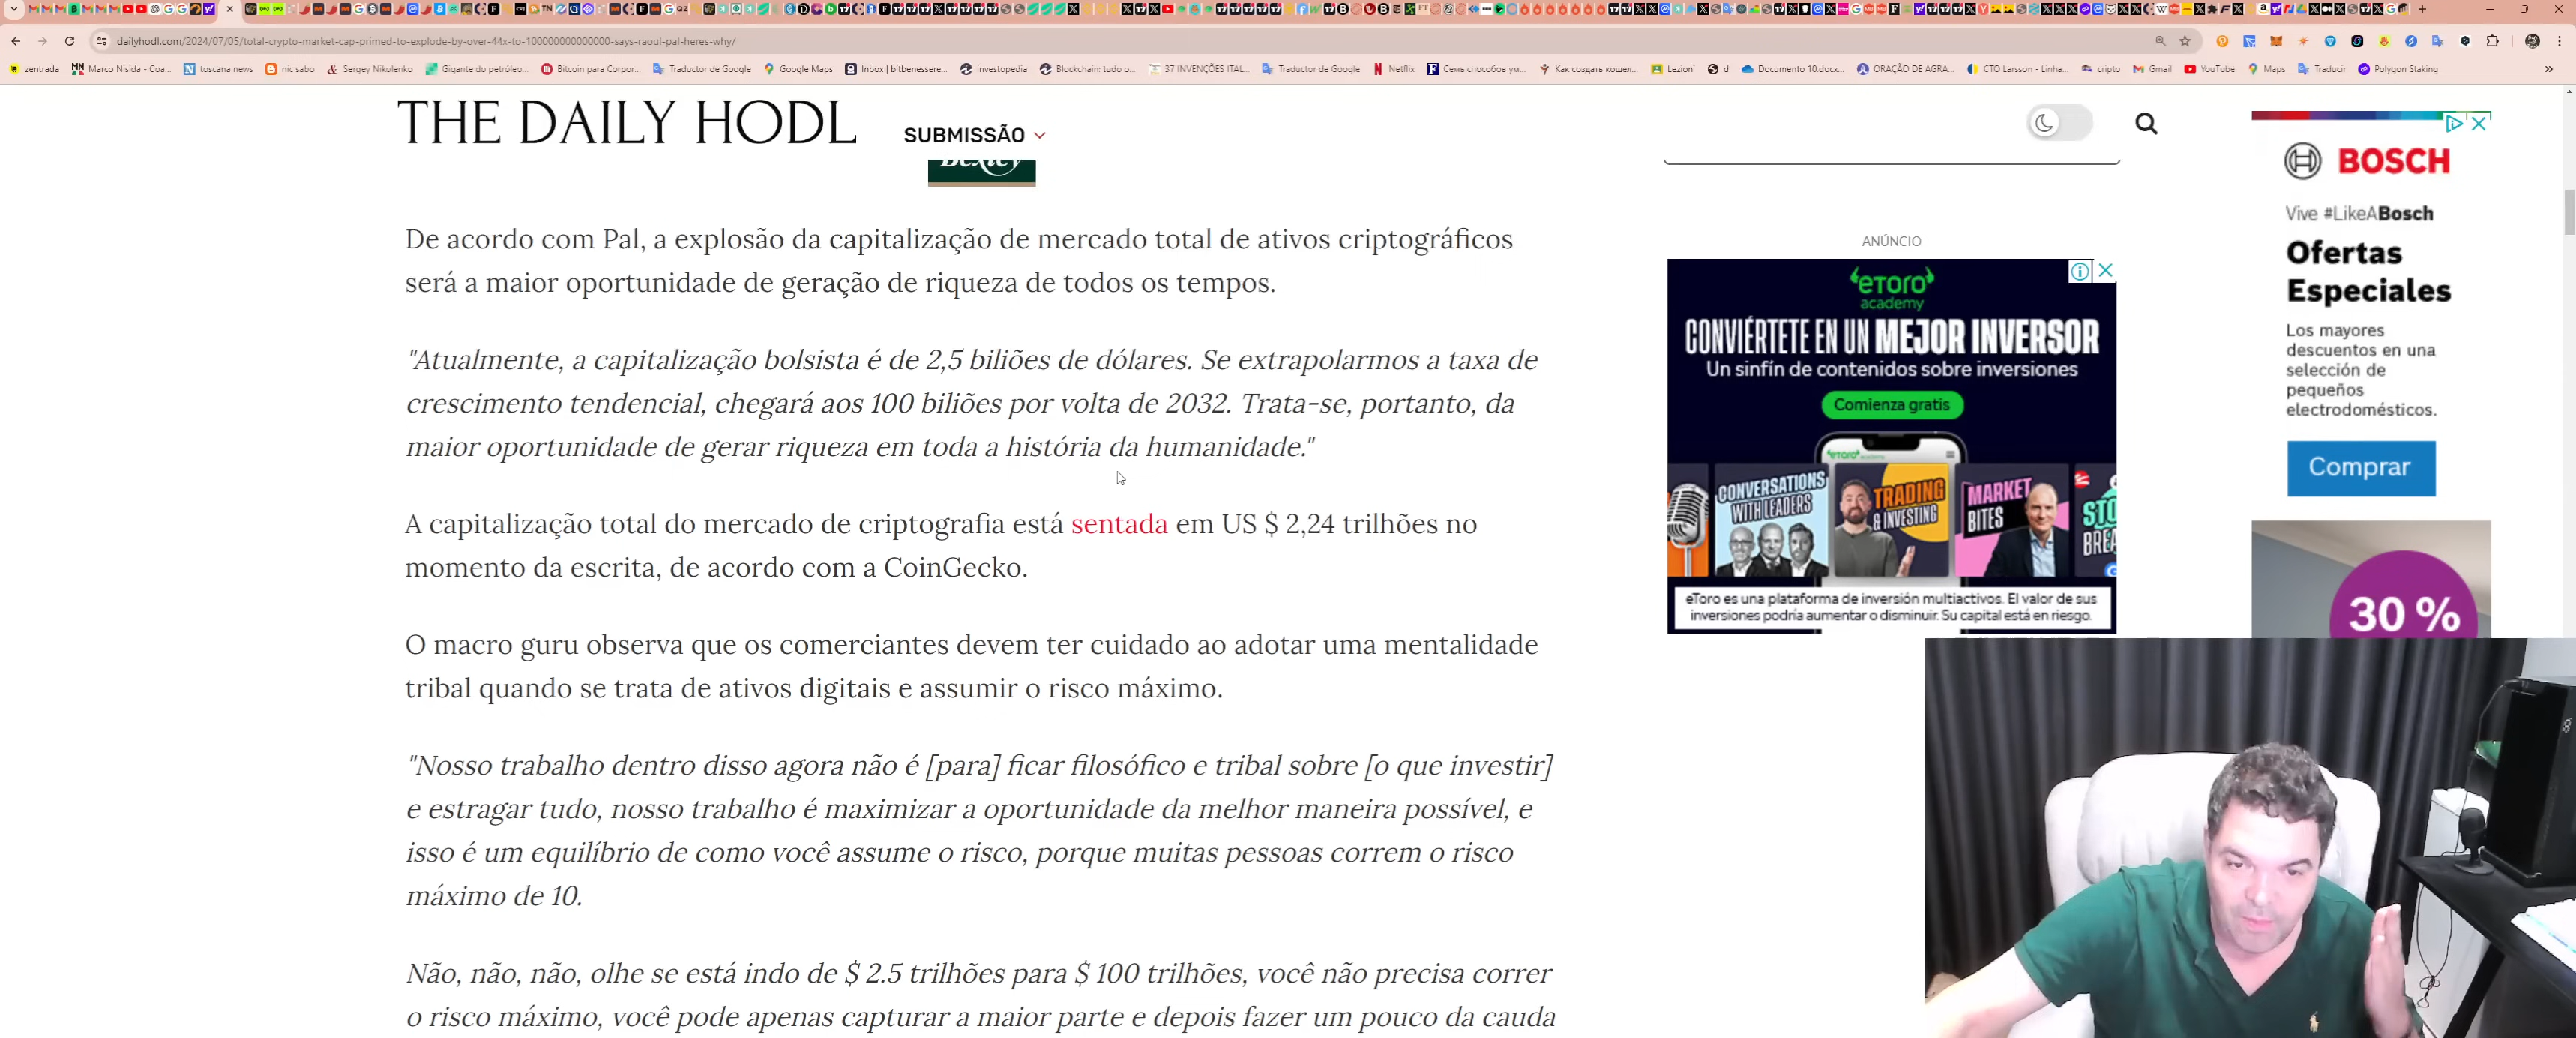 dailyhodl.com/2024/07/05/total-crypto-market-cap-primed-to-explode-by-over-44x-to-100000000000000-says-raoul-pal-heres-why/
zentrada
Marco Nisida - Coa...
toscana news
nic sabo
Sergey Nikolenko
Gigante do petróleo...
Bitcoin para Corpor...
Traductor de Google
Google Maps
Inbox | bitbenessere...
investopedia
Blockchain: tudo o...
37 INVENÇÕES ITAL...
Traductor de Google
Netflix
Семь способов ум...
Как создать кошел...
Lezioni
d
Documento 10.docx...
ORAÇÃO DE AGRA...
CTO Larsson - Linha...
cripto
Gmail
YouTube
Maps
Traducir
Polygon Staking
THE DAILY HODL
SUBMISSÃO
Bexley
De acordo com Pal, a explosão da capitalização de mercado total de ativos criptográficos
será a maior oportunidade de geração de riqueza de todos os tempos.
"Atualmente, a capitalização bolsista é de 2,5 biliões de dólares. Se extrapolarmos a taxa de
crescimento tendencial, chegará aos 100 biliões por volta de 2032. Trata-se, portanto, da
maior oportunidade de gerar riqueza em toda a história da humanidade."
A capitalização total do mercado de criptografia está sentada em US $ 2,24 trilhões no
momento da escrita, de acordo com a CoinGecko.
O macro guru observa que os comerciantes devem ter cuidado ao adotar uma mentalidade
tribal quando se trata de ativos digitais e assumir o risco máximo.
"Nosso trabalho dentro disso agora não é [para] ficar filosófico e tribal sobre [o que investir]
e estragar tudo, nosso trabalho é maximizar a oportunidade da melhor maneira possível, e
isso é um equilíbrio de como você assume o risco, porque muitas pessoas correm o risco
máximo de 10.
Não, não, não, olhe se está indo de $ 2.5 trilhões para $ 100 trilhões, você não precisa correr
o risco máximo, você pode apenas capturar a maior parte e depois fazer um pouco da cauda
ANÚNCIO
eToro
academy
CONVIÉRTETE EN UN MEJOR INVERSOR
Un sinfín de contenidos sobre inversiones
Comienza gratis
CONVERSATIONS
WITH LEADERS
TRADING
& INVESTING
MARKET
BITES
eToro es una plataforma de inversión multiactivos. El valor de sus
inversiones podría aumentar o disminuir. Su capital está en riesgo.
BOSCH
Vive #LikeABosch
Ofertas
Especiales
Los mayores
descuentos en una
selección de
pequeños
electrodomésticos.
Comprar
30 %